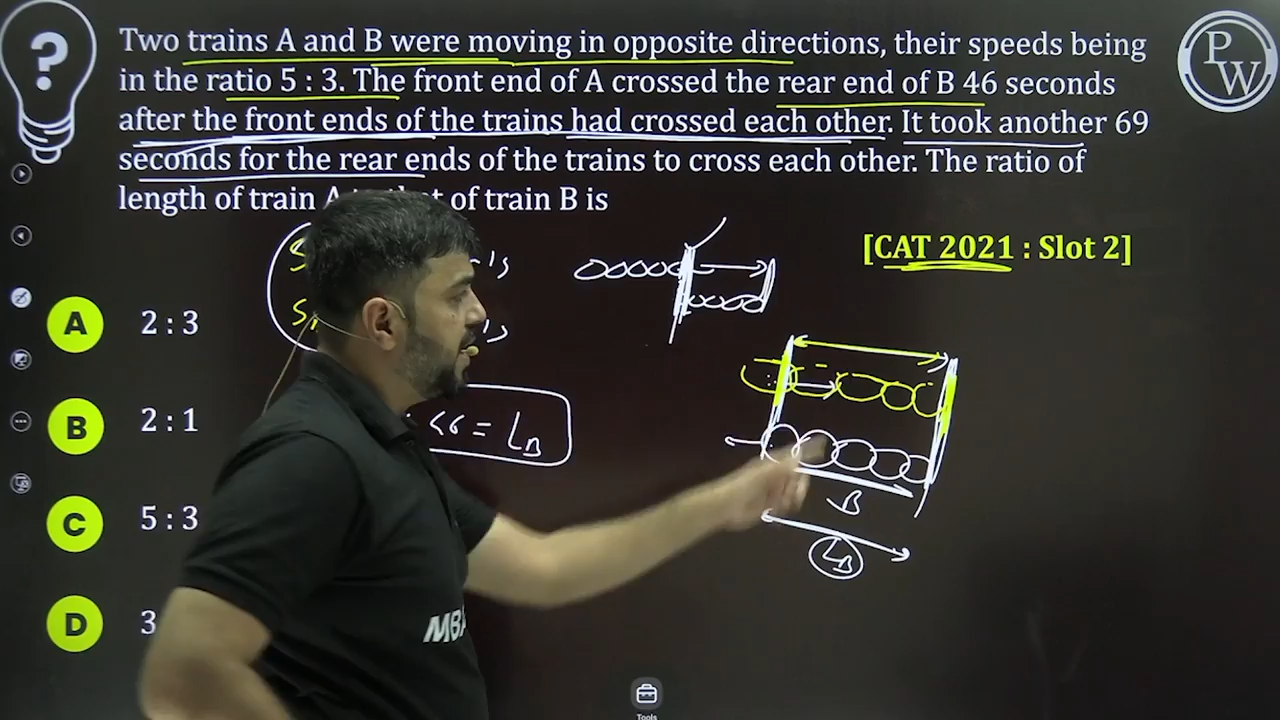 Two trains A and B were moving in opposite directions, their speeds being
in the ratio 5 : 3. The front end of A crossed the rear end of B 46 seconds
after the front ends of the trains had crossed each other. It took another 69
seconds for the rear ends of the trains to cross each other. The ratio of
length of train A to that of train B is
[CAT 2021 : Slot 2]
P
W
?
A 2 : 3
B 2 : 1
C 5 : 3
D 3
= L_B
B
L_B
MBA
Tools